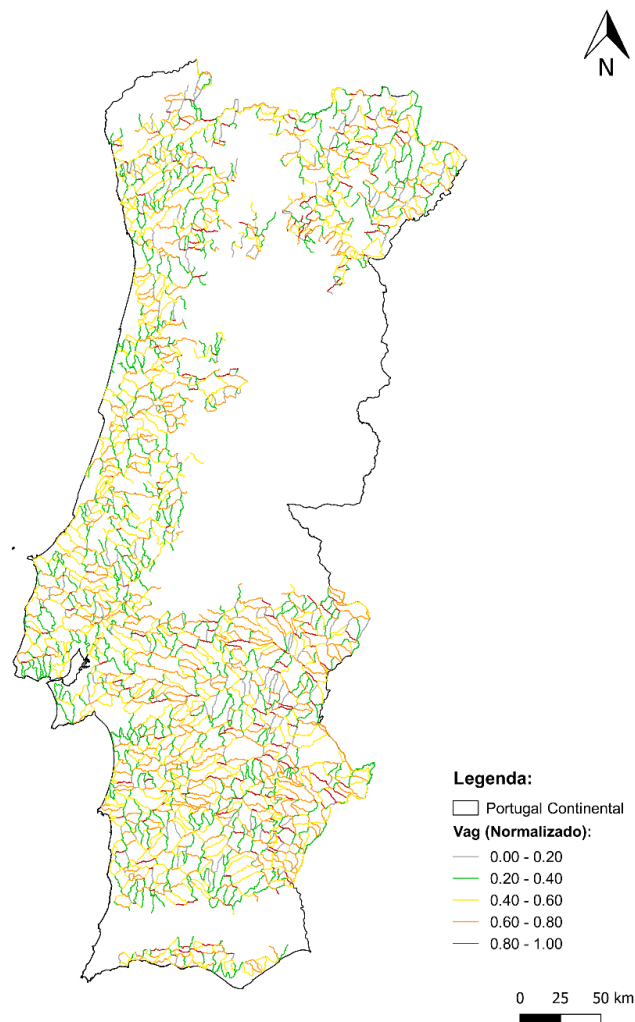 N
Legenda:
Portugal Continental
Vag (Normalizado):
0.00 - 0.20
0.20 - 0.40
0.40 - 0.60
0.60 - 0.80
0.80 - 1.00
0 25 50 km